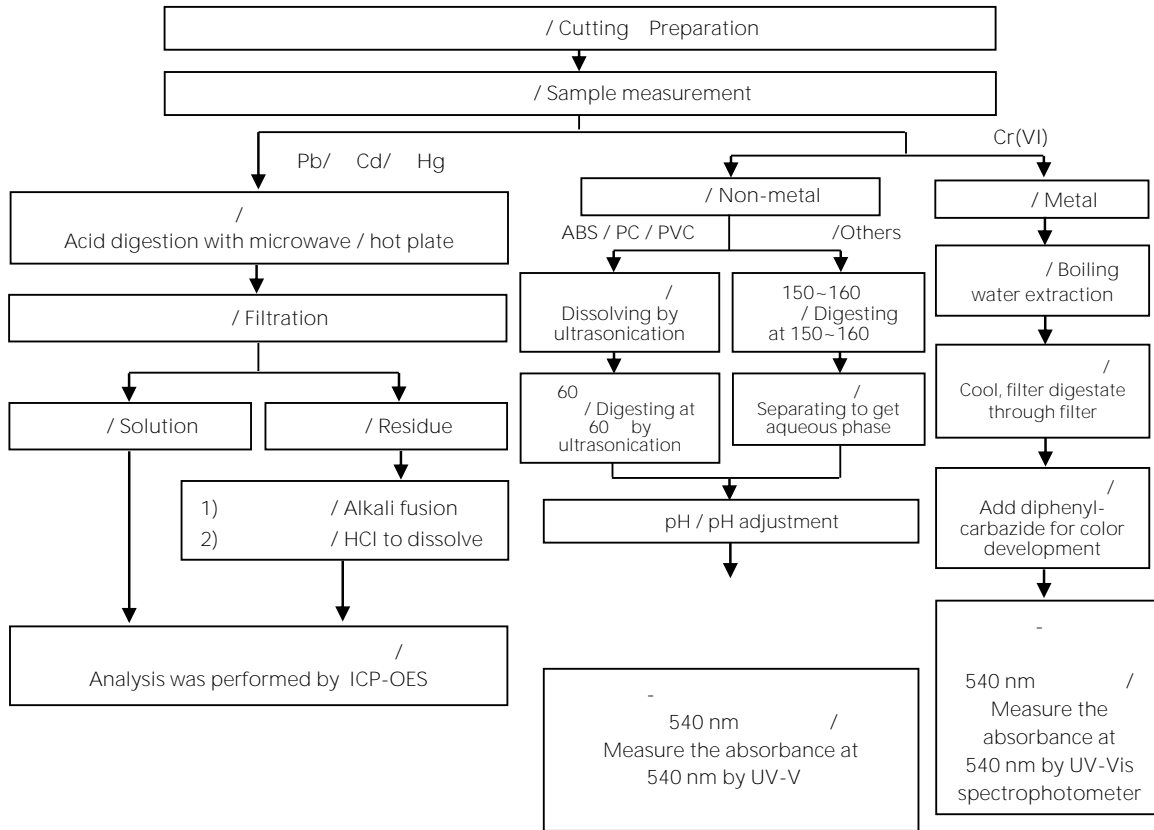 / Cutting Preparation
/ Sample measurement
Pb/ Cd/ Hg
Cr(VI)
/
Acid digestion with microwave / hot plate
/ Filtration
/ Solution
/ Residue
1) / Alkali fusion
2) / HCl to dissolve
/
Analysis was performed by ICP-OES
/ Non-metal
ABS / PC / PVC
/Others
/
Dissolving by
ultrasonication
150~160
/ Digesting
at 150~160
60
/ Digesting at
60 by
ultrasonication
/
Separating to get
aqueous phase
pH / pH adjustment
-
540 nm /
Measure the absorbance at
540 nm by UV-V
/ Metal
/ Boiling
water extraction
/
Cool, filter digestate
through filter
/
Add diphenyl-
carbazide for color
development
-
540 nm /
Measure the
absorbance at
540 nm by UV-Vis
spectrophotometer